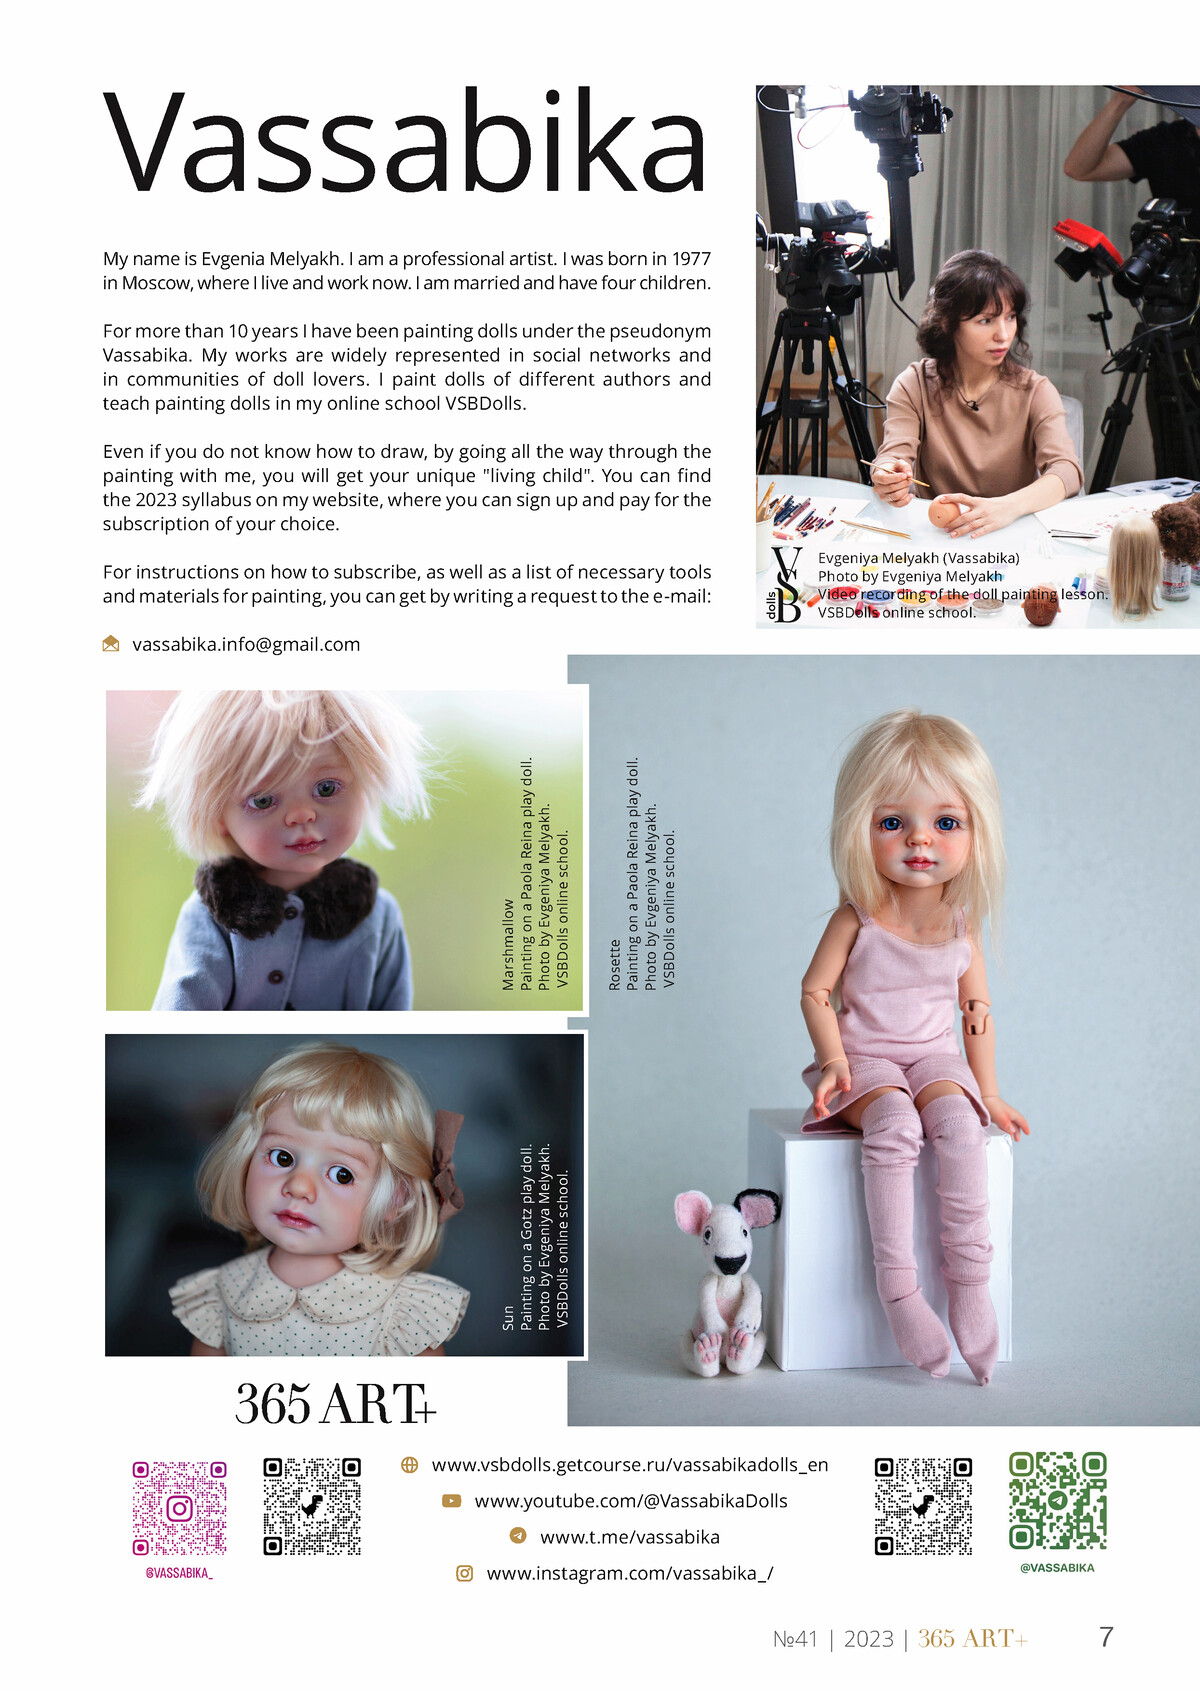 Vassabika
My name is Evgenia Melyakh. I am a professional artist. I was born in 1977
in Moscow, where I live and work now. I am married and have four children.
For more than 10 years I have been painting dolls under the pseudonym
Vassabika. My works are widely represented in social networks and
in communities of doll lovers. I paint dolls of different authors and
teach painting dolls in my online school VSBDolls.
Even if you do not know how to draw, by going all the way through the
painting with me, you will get your unique "living child". You can find
the 2023 syllabus on my website, where you can sign up and pay for the
subscription of your choice.
For instructions on how to subscribe, as well as a list of necessary tools
and materials for painting, you can get by writing a request to the e-mail:
vassabika.info@gmail.com
VSB
dolls
Evgeniya Melyakh (Vassabika)
Photo by Evgeniya Melyakh
Video recording of the doll painting lesson.
VSBDolls online school.
Marshmallow
Painting on a Paola Reina play doll.
Photo by Evgeniya Melyakh.
VSBDolls online school.
Rosette
Painting on a Paola Reina play doll.
Photo by Evgeniya Melyakh.
VSBDolls online school.
Sun
Painting on a Gotz play doll.
Photo by Evgeniya Melyakh.
VSBDolls online school.
365 ART+
@VASSABIKA_
www.vsbdolls.getcourse.ru/vassabikadolls_en
www.youtube.com/@VassabikaDolls
www.t.me/vassabika
www.instagram.com/vassabika_/
@VASSABIKA
№41 | 2023 | 365 ART+ 7